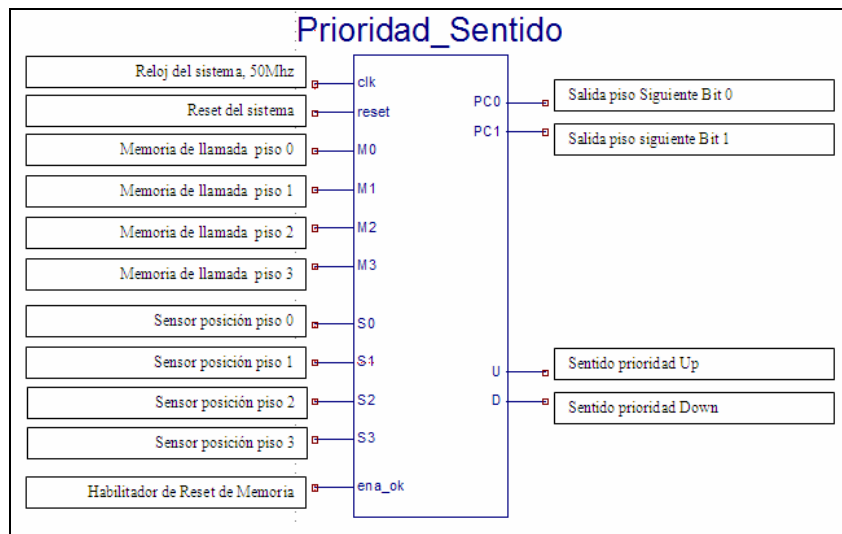 Prioridad_Sentido
Reloj del sistema, 50Mhz
clk
Reset del sistema
reset
Memoria de llamada piso 0
M0
Memoria de llamada piso 1
M1
Memoria de llamada piso 2
M2
Memoria de llamada piso 3
M3
Sensor posición piso 0
S0
Sensor posición piso 1
S1
Sensor posición piso 2
S2
Sensor posición piso 3
S3
Habilitador de Reset de Memoria
ena_ok
PC0
Salida piso Siguiente Bit 0
PC1
Salida piso siguiente Bit 1
U
Sentido prioridad Up
D
Sentido prioridad Down